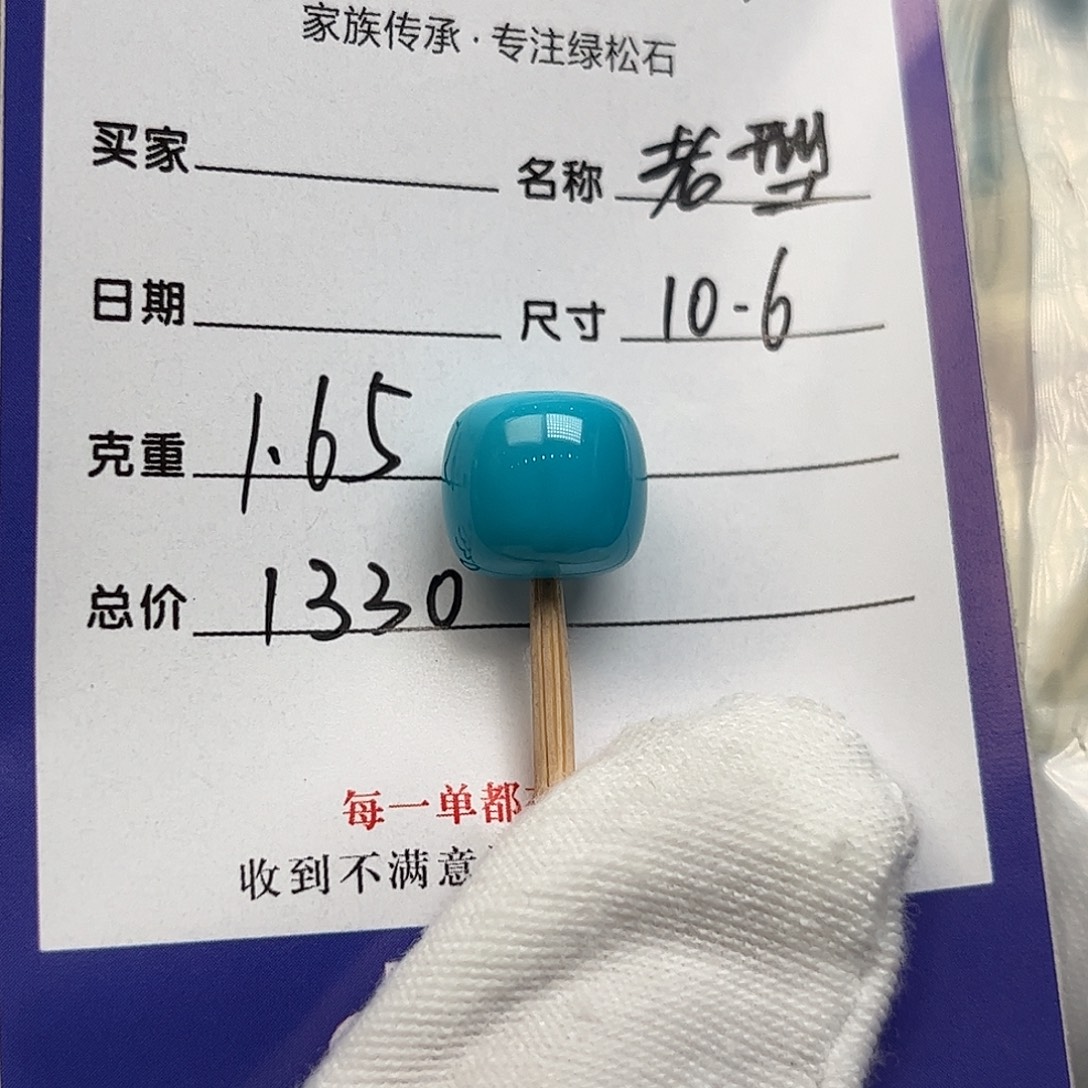 家族传承·专注绿松石
买家 名称 老型
日期 尺寸 10-6
克重 1.65
总价 1330
每一单都
收到不满意